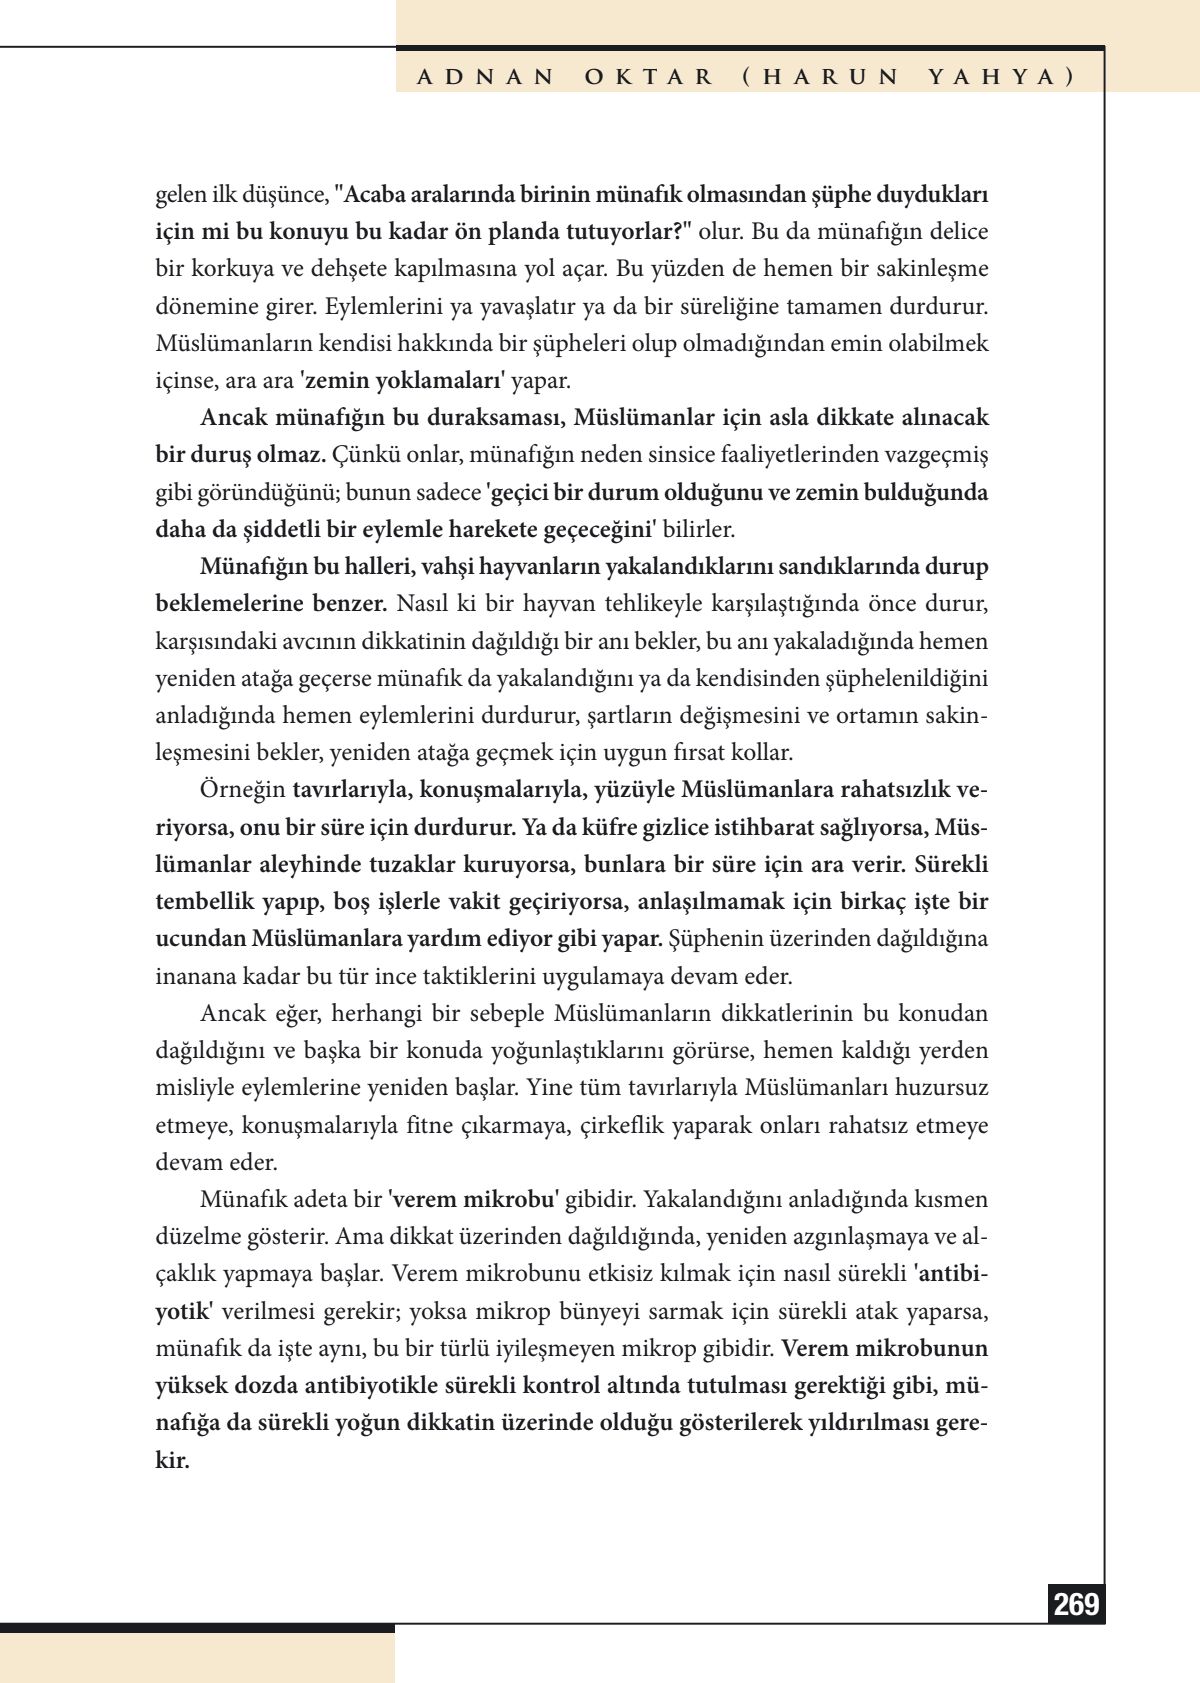 ADNAN OKTAR (HARUN YAHYA)
gelen ilk düşünce, "Acaba aralarında birinin münafık olmasından şüphe duydukları
için mi bu konuyu bu kadar ön planda tutuyorlar?" olur. Bu da münafığın delice
bir korkuya ve dehşete kapılmasına yol açar. Bu yüzden de hemen bir sakinleşme
dönemine girer. Eylemlerini ya yavaşlatır ya da bir süreliğine tamamen durdurur.
Müslümanların kendisi hakkında bir şüpheleri olup olmadığından emin olabilmek
içinse, ara ara 'zemin yoklamaları' yapar.
Ancak münafığın bu duraksaması, Müslümanlar için asla dikkate alınacak
bir duruş olmaz. Çünkü onlar, münafığın neden sinsice faaliyetlerinden vazgeçmiş
gibi göründüğünü; bunun sadece 'geçici bir durum olduğunu ve zemin bulduğunda
daha da şiddetli bir eylemle harekete geçeceğini' bilirler.
Münafığın bu halleri, vahşi hayvanların yakalandıklarını sandıklarında durup
beklemelerine benzer. Nasıl ki bir hayvan tehlikeyle karşılaştığında önce durur,
karşısındaki avcının dikkatinin dağıldığı bir anı bekler, bu anı yakaladığında hemen
yeniden atağa geçerse münafık da yakalandığını ya da kendisinden şüphelenildiğini
anladığında hemen eylemlerini durdurur, şartların değişmesini ve ortamın sakin-
leşmesini bekler, yeniden atağa geçmek için uygun fırsat kollar.
Örneğin tavırlarıyla, konuşmalarıyla, yüzüyle Müslümanlara rahatsızlık ve-
riyorsa, onu bir süre için durdurur. Ya da küfre gizlice istihbarat sağlıyorsa, Müs-
lümanlar aleyhinde tuzaklar kuruyorsa, bunlara bir süre için ara verir. Sürekli
tembellik yapıp, boş işlerle vakit geçiriyorsa, anlaşılmamak için birkaç işte bir
ucundan Müslümanlara yardım ediyor gibi yapar. Şüphenin üzerinden dağıldığına
inanana kadar bu tür ince taktiklerini uygulamaya devam eder.
Ancak eğer, herhangi bir sebeple Müslümanların dikkatlerinin bu konudan
dağıldığını ve başka bir konuda yoğunlaştıklarını görürse, hemen kaldığı yerden
misliyle eylemlerine yeniden başlar. Yine tüm tavırlarıyla Müslümanları huzursuz
etmeye, konuşmalarıyla fitne çıkarmaya, çirkeflik yaparak onları rahatsız etmeye
devam eder.
Münafık adeta bir 'verem mikrobu' gibidir. Yakalandığını anladığında kısmen
düzelme gösterir. Ama dikkat üzerinden dağıldığında, yeniden azgınlaşmaya ve al-
çaklık yapmaya başlar. Verem mikrobunu etkisiz kılmak için nasıl sürekli 'antibi-
yotik' verilmesi gerekir; yoksa mikrop bünyeyi sarmak için sürekli atak yaparsa,
münafık da işte aynı, bu bir türlü iyileşmeyen mikrop gibidir. Verem mikrobunun
yüksek dozda antibiyotikle sürekli kontrol altında tutulması gerektiği gibi, mü-
nafığa da sürekli yoğun dikkatin üzerinde olduğu gösterilerek yıldırılması gere-
kir.
269